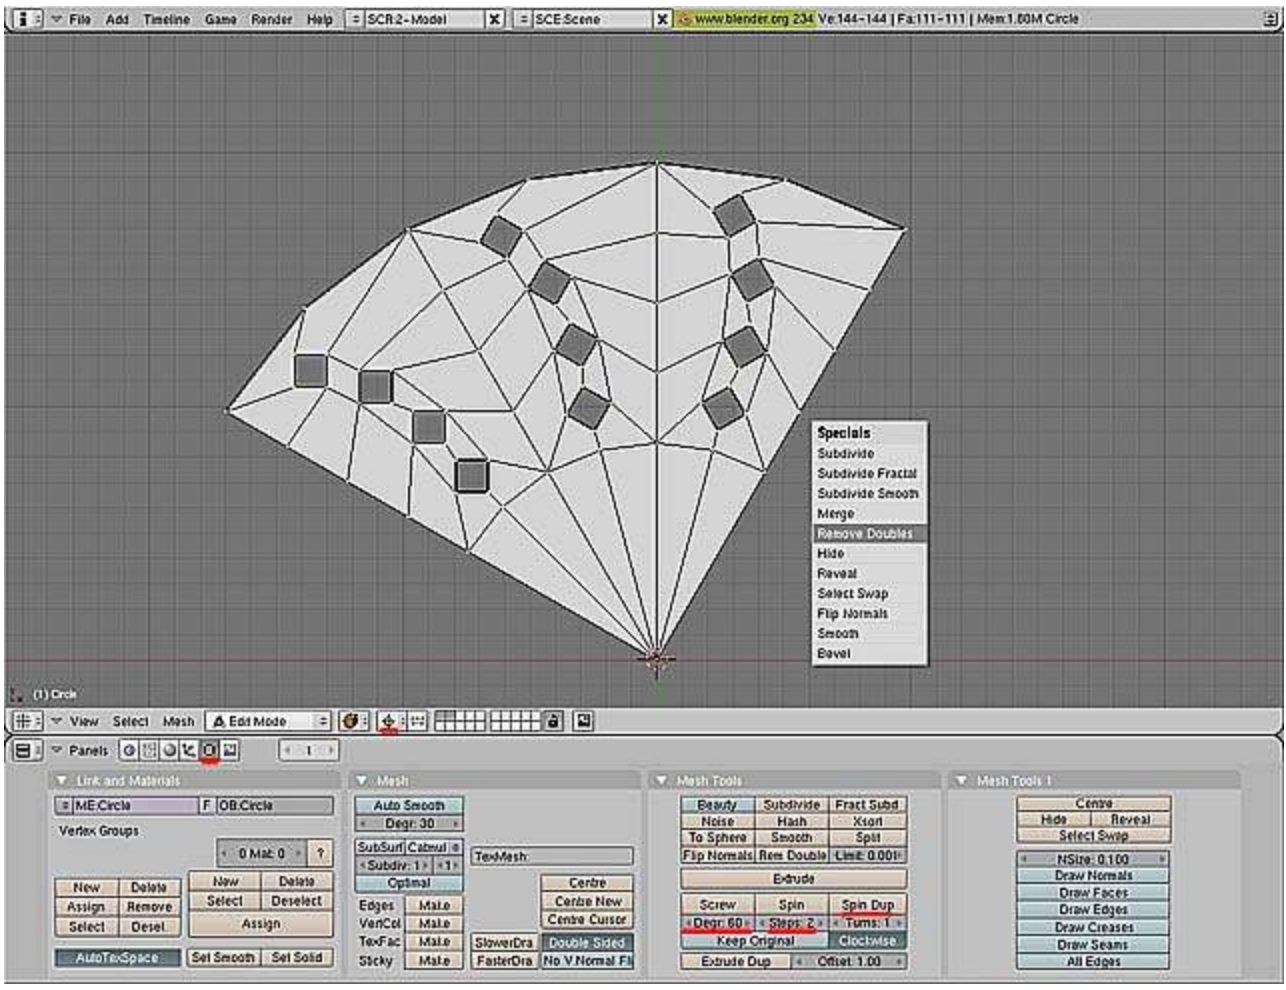 File Add Timeline Game Render Help SCR:2-Model X SCE:Scene X www.blender.org 234 Ve:144-144 | Fa:111-111 | Mem:1.80M Circle
Specials
Subdivide
Subdivide Fractal
Subdivide Smooth
Merge
Remove Doubles
Hide
Reveal
Select Swap
Flip Normals
Smooth
Bevel
(1) Circle
View Select Mesh Edit Mode
Panels 1
Link and Materials
ME:Circle F OB:Circle
Vertex Groups
0 Mat: 0 ?
New Delete New Delete
Assign Remove Select Deselect
Select Desel. Assign
AutoTexSpace Set Smooth Set Solid
Mesh
Auto Smooth
Degr: 30
SubSurf Catmul
Subdiv: 1 1
TexMesh:
Optimal
Edges Make
VertCol Make
TexFac Make
Sticky Make
Centre
Centre New
Centre Cursor
SlowerDra Double Sided
FasterDra No V.Normal Fli
Mesh Tools
Beauty Subdivide Fract Subd
Noise Hash Xsort
To Sphere Smooth Split
Flip Normals Rem Double Limit: 0.001
Extrude
Screw Spin Spin Dup
Degr: 60 Steps: 2 Turns: 1
Keep Original Clockwise
Extrude Dup Offset: 1.00
Mesh Tools 1
Centre
Hide Reveal
Select Swap
NSize: 0.100
Draw Normals
Draw Faces
Draw Edges
Draw Creases
Draw Seams
All Edges